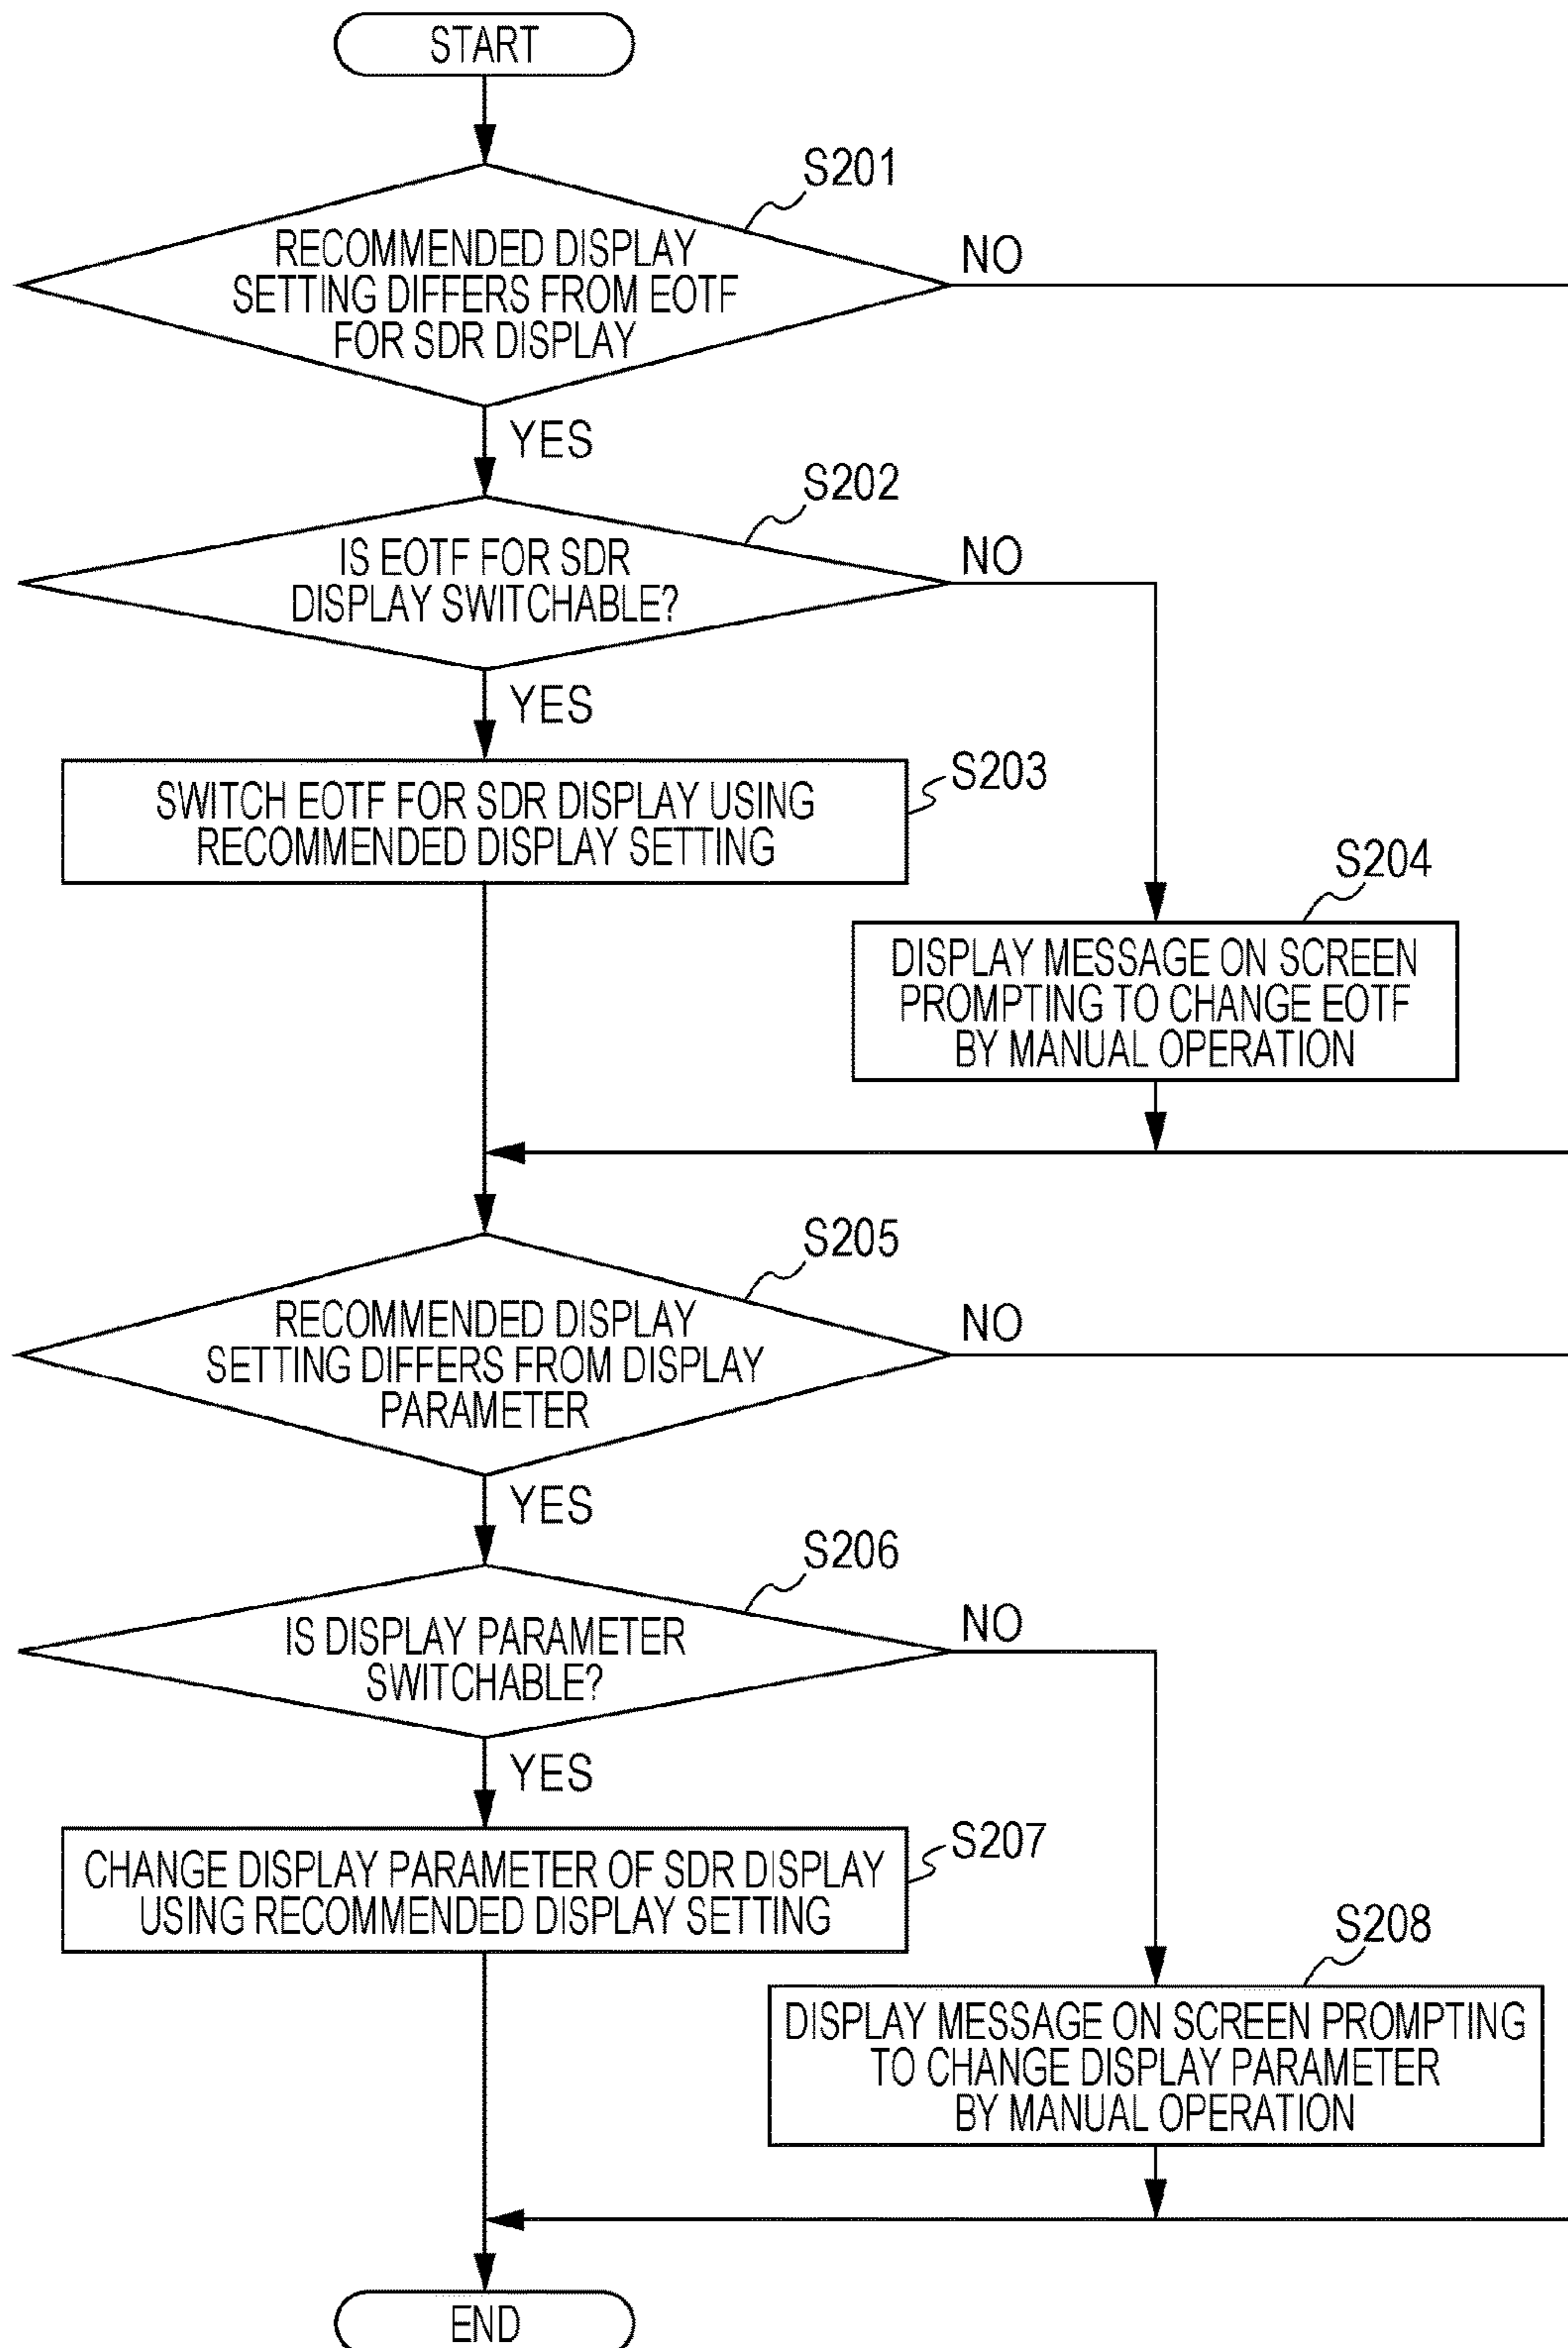 START
S201
RECOMMENDED DISPLAY
SETTING DIFFERS FROM EOTF
FOR SDR DISPLAY
NO
YES
S202
IS EOTF FOR SDR
DISPLAY SWITCHABLE?
NO
YES
S203
SWITCH EOTF FOR SDR DISPLAY USING
RECOMMENDED DISPLAY SETTING
S204
DISPLAY MESSAGE ON SCREEN
PROMPTING TO CHANGE EOTF
BY MANUAL OPERATION
S205
RECOMMENDED DISPLAY
SETTING DIFFERS FROM DISPLAY
PARAMETER
NO
YES
S206
IS DISPLAY PARAMETER
SWITCHABLE?
NO
YES
S207
CHANGE DISPLAY PARAMETER OF SDR DISPLAY
USING RECOMMENDED DISPLAY SETTING
S208
DISPLAY MESSAGE ON SCREEN PROMPTING
TO CHANGE DISPLAY PARAMETER
BY MANUAL OPERATION
END